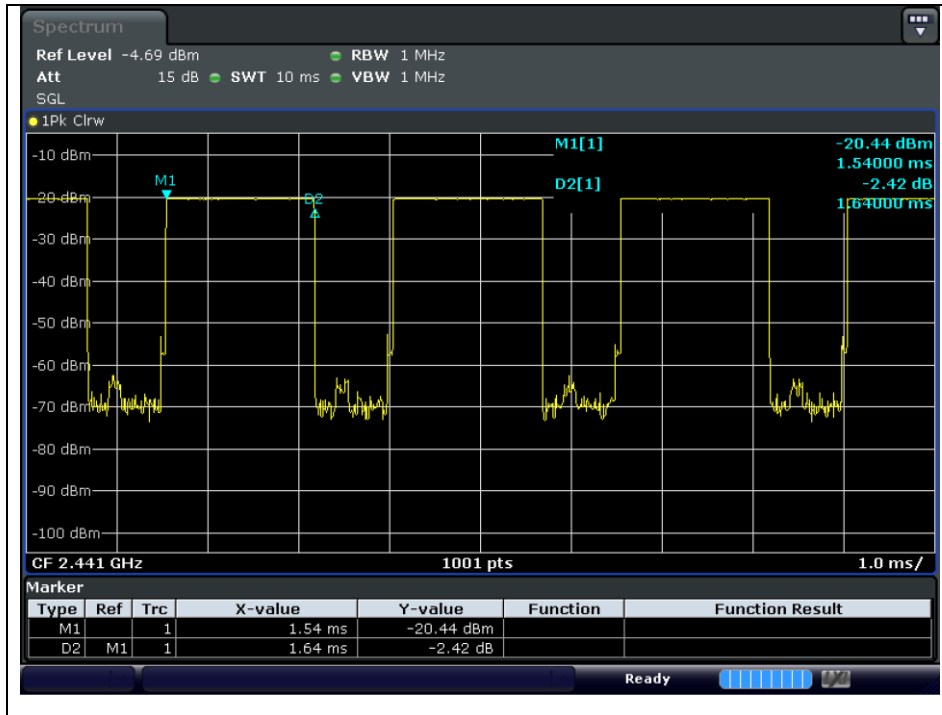 Spectrum
Ref Level -4.69 dBm RBW 1 MHz
Att 15 dB SWT 10 ms VBW 1 MHz
SGL
1Pk Clrw
M1[1] -20.44 dBm
1.54000 ms
D2[1] -2.42 dB
1.64000 ms
-10 dBm
M1
-20 dBm
D2
-30 dBm
-40 dBm
-50 dBm
-60 dBm
-70 dBm
-80 dBm
-90 dBm
-100 dBm
CF 2.441 GHz 1001 pts 1.0 ms/
Marker
Type Ref Trc X-value Y-value Function Function Result
M1 1 1.54 ms -20.44 dBm
D2 M1 1 1.64 ms -2.42 dB
Ready